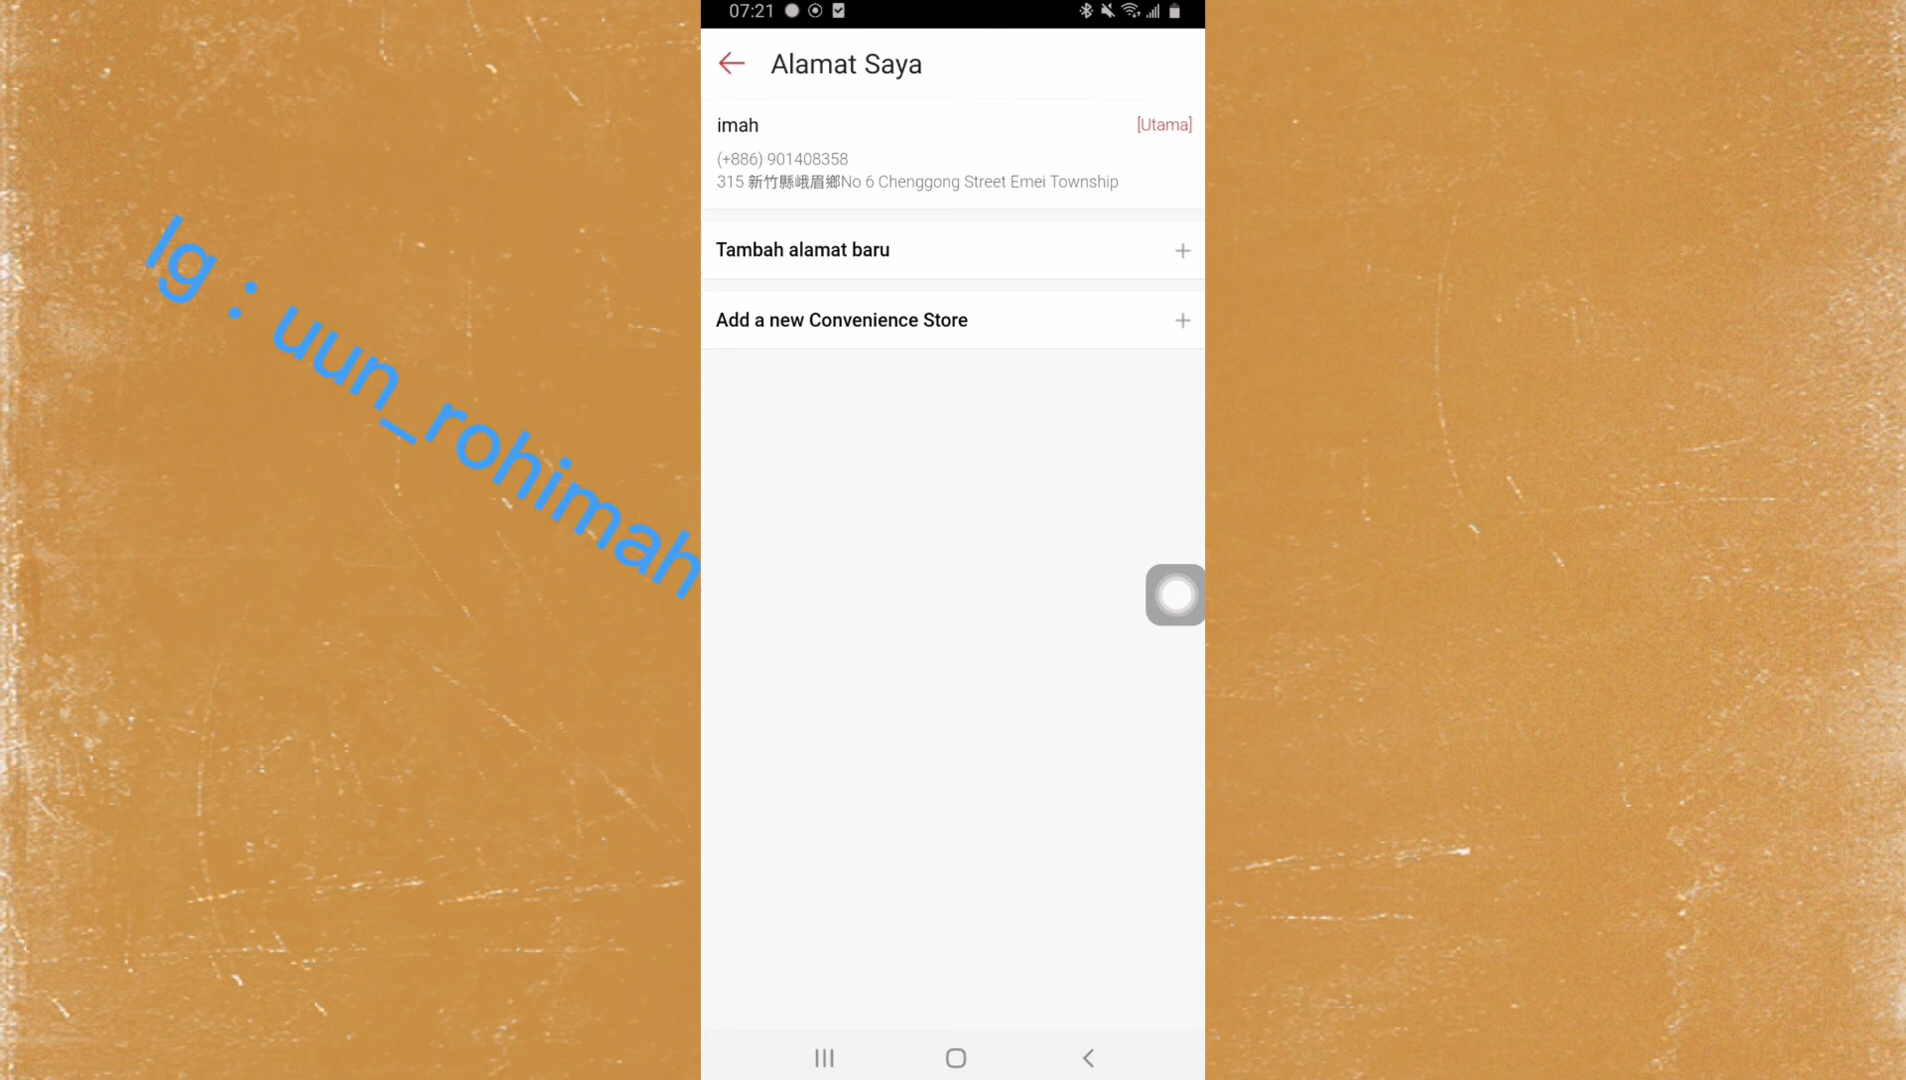 07:21
Alamat Saya
imah
[Utama]
(+886) 901408358
315 新竹縣峨眉鄉No 6 Chenggong Street Emei Township
Tambah alamat baru
Add a new Convenience Store
Ig : uun_rohimah